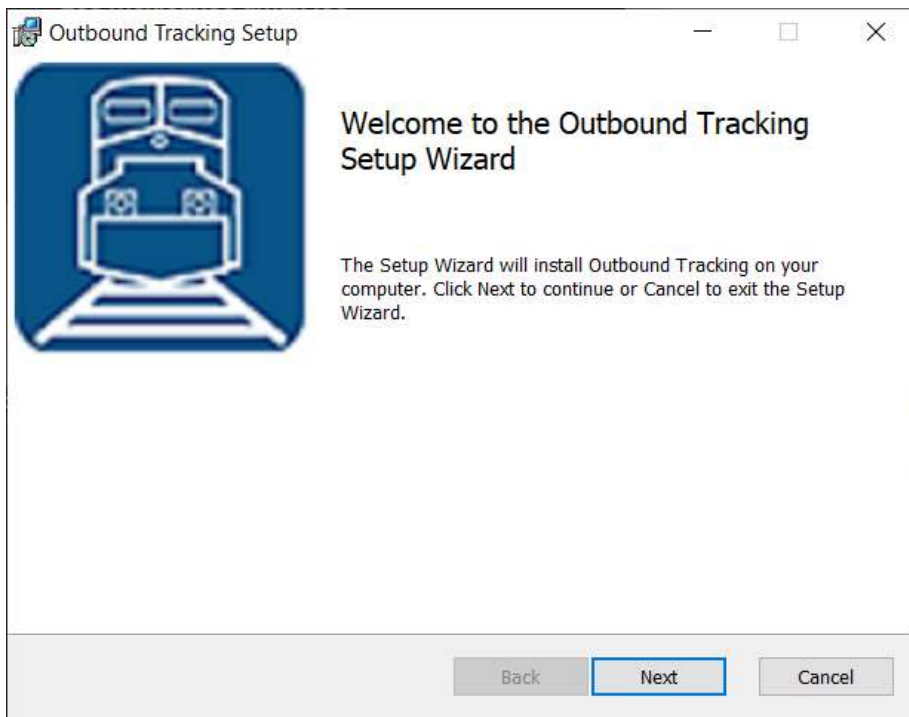 Outbound Tracking Setup
Welcome to the Outbound Tracking
Setup Wizard
The Setup Wizard will install Outbound Tracking on your
computer. Click Next to continue or Cancel to exit the Setup
Wizard.
Back
Next
Cancel